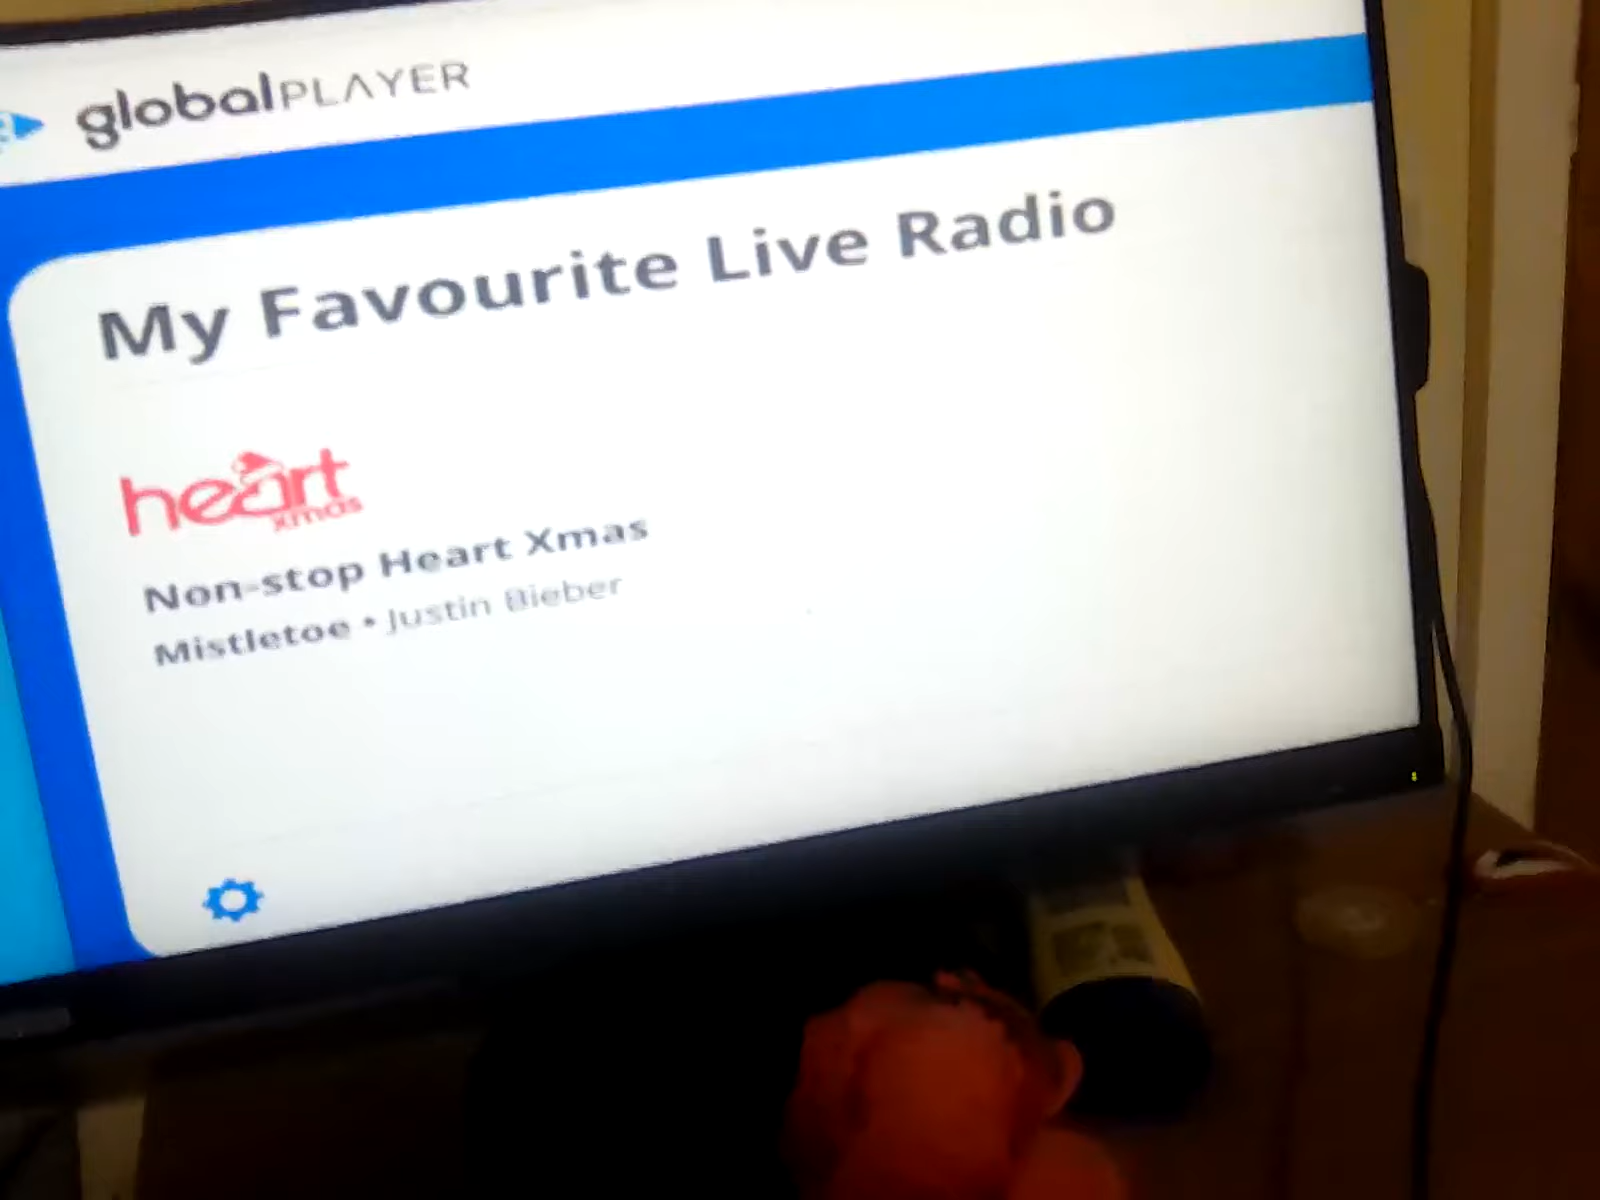 globalPLAYER
My Favourite Live Radio
heart
xmas
Non-stop Heart Xmas
Mistletoe • Justin Bieber